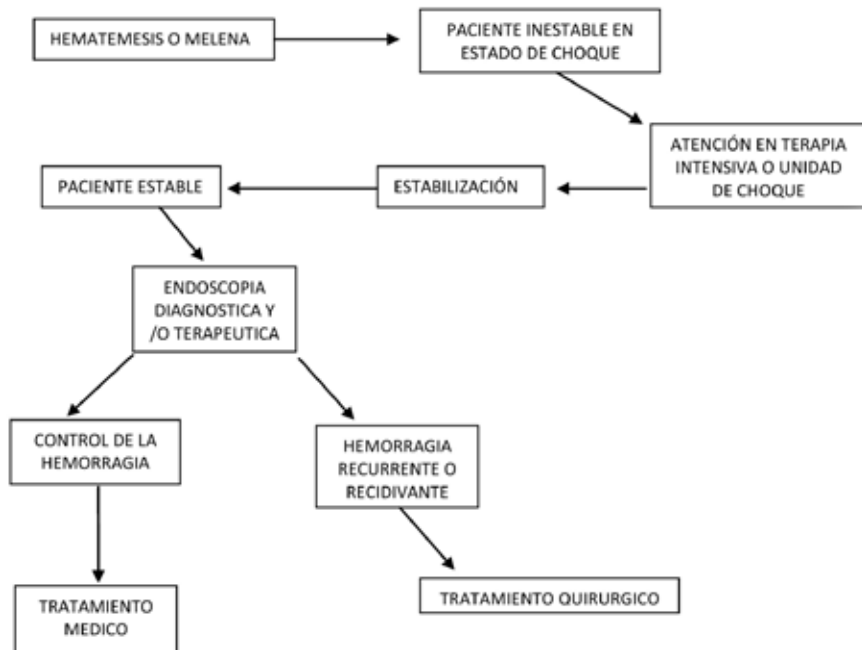 HEMATEMESIS O MELENA
PACIENTE INESTABLE EN
ESTADO DE CHOQUE
ATENCIÓN EN TERAPIA
INTENSIVA O UNIDAD
DE CHOQUE
ESTABILIZACIÓN
PACIENTE ESTABLE
ENDOSCOPIA
DIAGNOSTICA Y
/O TERAPEUTICA
CONTROL DE LA
HEMORRAGIA
HEMORRAGIA
RECURRENTE O
RECIDIVANTE
TRATAMIENTO
MEDICO
TRATAMIENTO QUIRURGICO